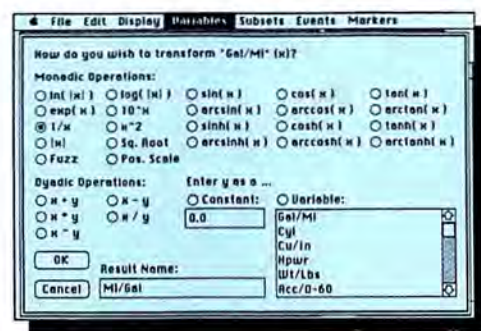 File Edit Display Variables Subsets Events Markers
How do you wish to transform "Gal/Mi" (x)?
Monadic Operations:
ln( |x| ) log( |x| ) sin( x ) cos( x ) tan( x )
exp( x ) 10^x arcsin( x ) arccos( x ) arctan( x )
1/x x^2 sinh( x ) cosh( x ) tanh( x )
|x| Sq. Root arcsinh( x ) arccosh( x ) arctanh( x )
Fuzz Pos. Scale
Dyadic Operations: Enter y as a ...
x + y x - y Constant: Variable:
x * y x / y 0.0 Gal/Mi
x ^ y Cyl
Cu/in
OK Hpwr
Result Name: Wt/Lbs
Cancel MI/Gal Acc/0-60